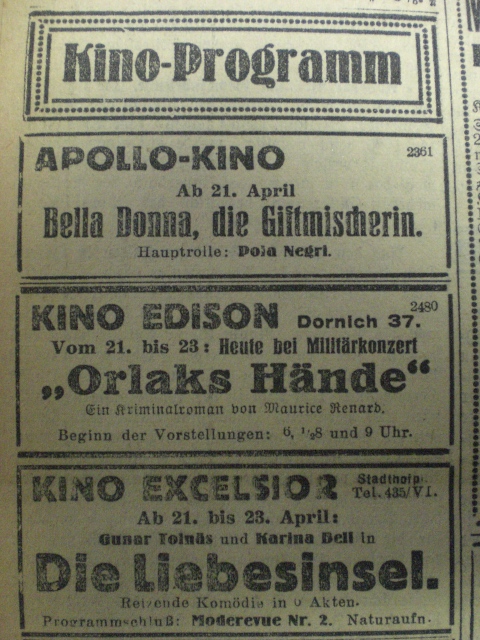 Kino-Programm
APOLLO-KINO 2361
Ab 21. April
Bella Donna, die Giftmischerin.
Hauptrolle: Pola Negri.
KINO EDISON Dornich 37. 2480
Vom 21. bis 23: Heute bei Militärkonzert
„Orlaks Hände“
Ein Kriminalroman von Maurice Renard.
Beginn der Vorstellungen: 6, ½8 und 9 Uhr.
KINO EXCELSIOR Stadthofp. Tel. 435/VI.
Ab 21. bis 23. April:
Gunar Tolnäs und Karina Bell in
Die Liebesinsel.
Reizende Komödie in 6 Akten.
Programmschluß: Moderevue Nr. 2. Naturaufn.